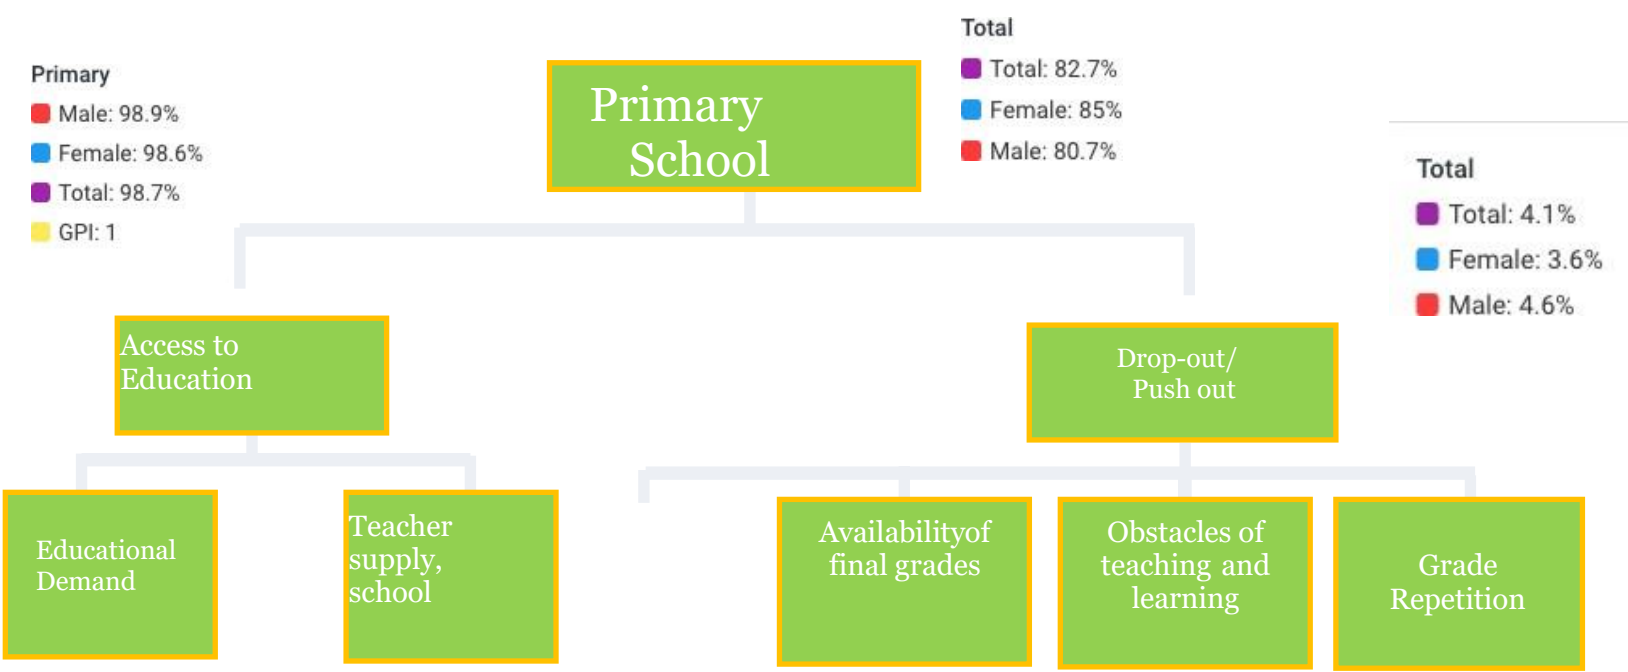 Primary
Male: 98.9%
Female: 98.6%
Total: 98.7%
GPI: 1
Primary
School
Total
Total: 82.7%
Female: 85%
Male: 80.7%
Total
Total: 4.1%
Female: 3.6%
Male: 4.6%
Access to
Education
Drop-out/
Push out
Educational
Demand
Teacher
supply,
school
Availabilityof
final grades
Obstacles of
teaching and
learning
Grade
Repetition